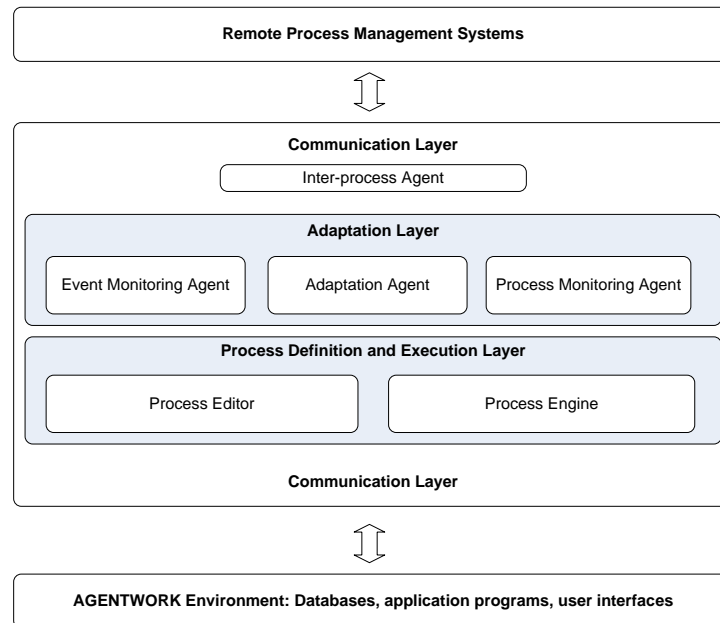 Remote Process Management Systems
Communication Layer
Inter-process Agent
Adaptation Layer
Event Monitoring Agent
Adaptation Agent
Process Monitoring Agent
Process Definition and Execution Layer
Process Editor
Process Engine
Communication Layer
AGENTWORK Environment: Databases, application programs, user interfaces